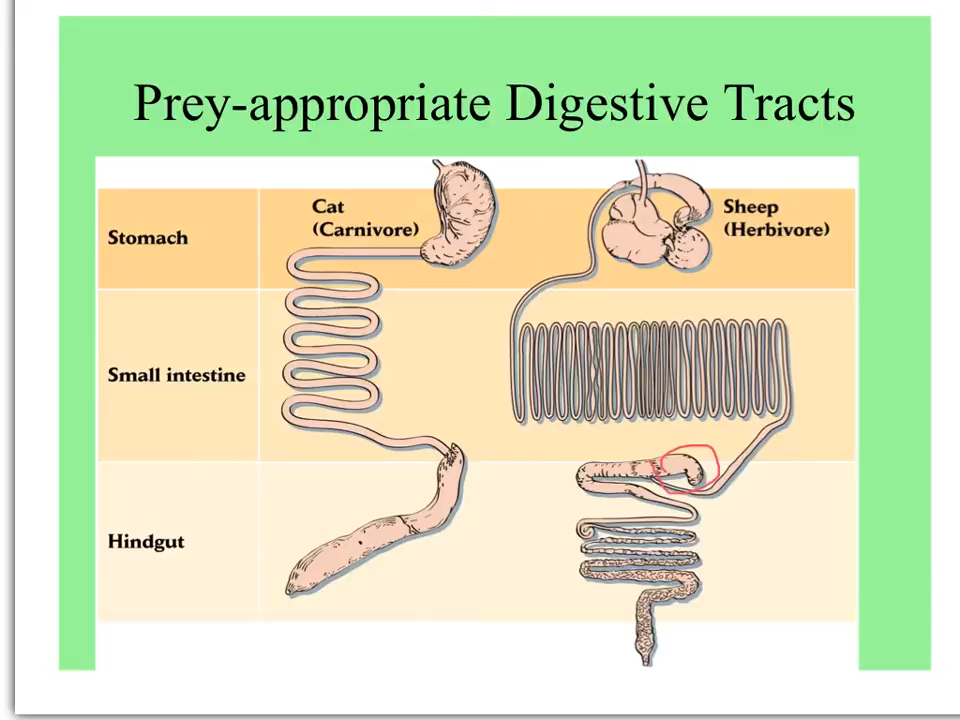 Prey-appropriate Digestive Tracts
Cat
(Carnivore)
Sheep
(Herbivore)
Stomach
Small intestine
Hindgut